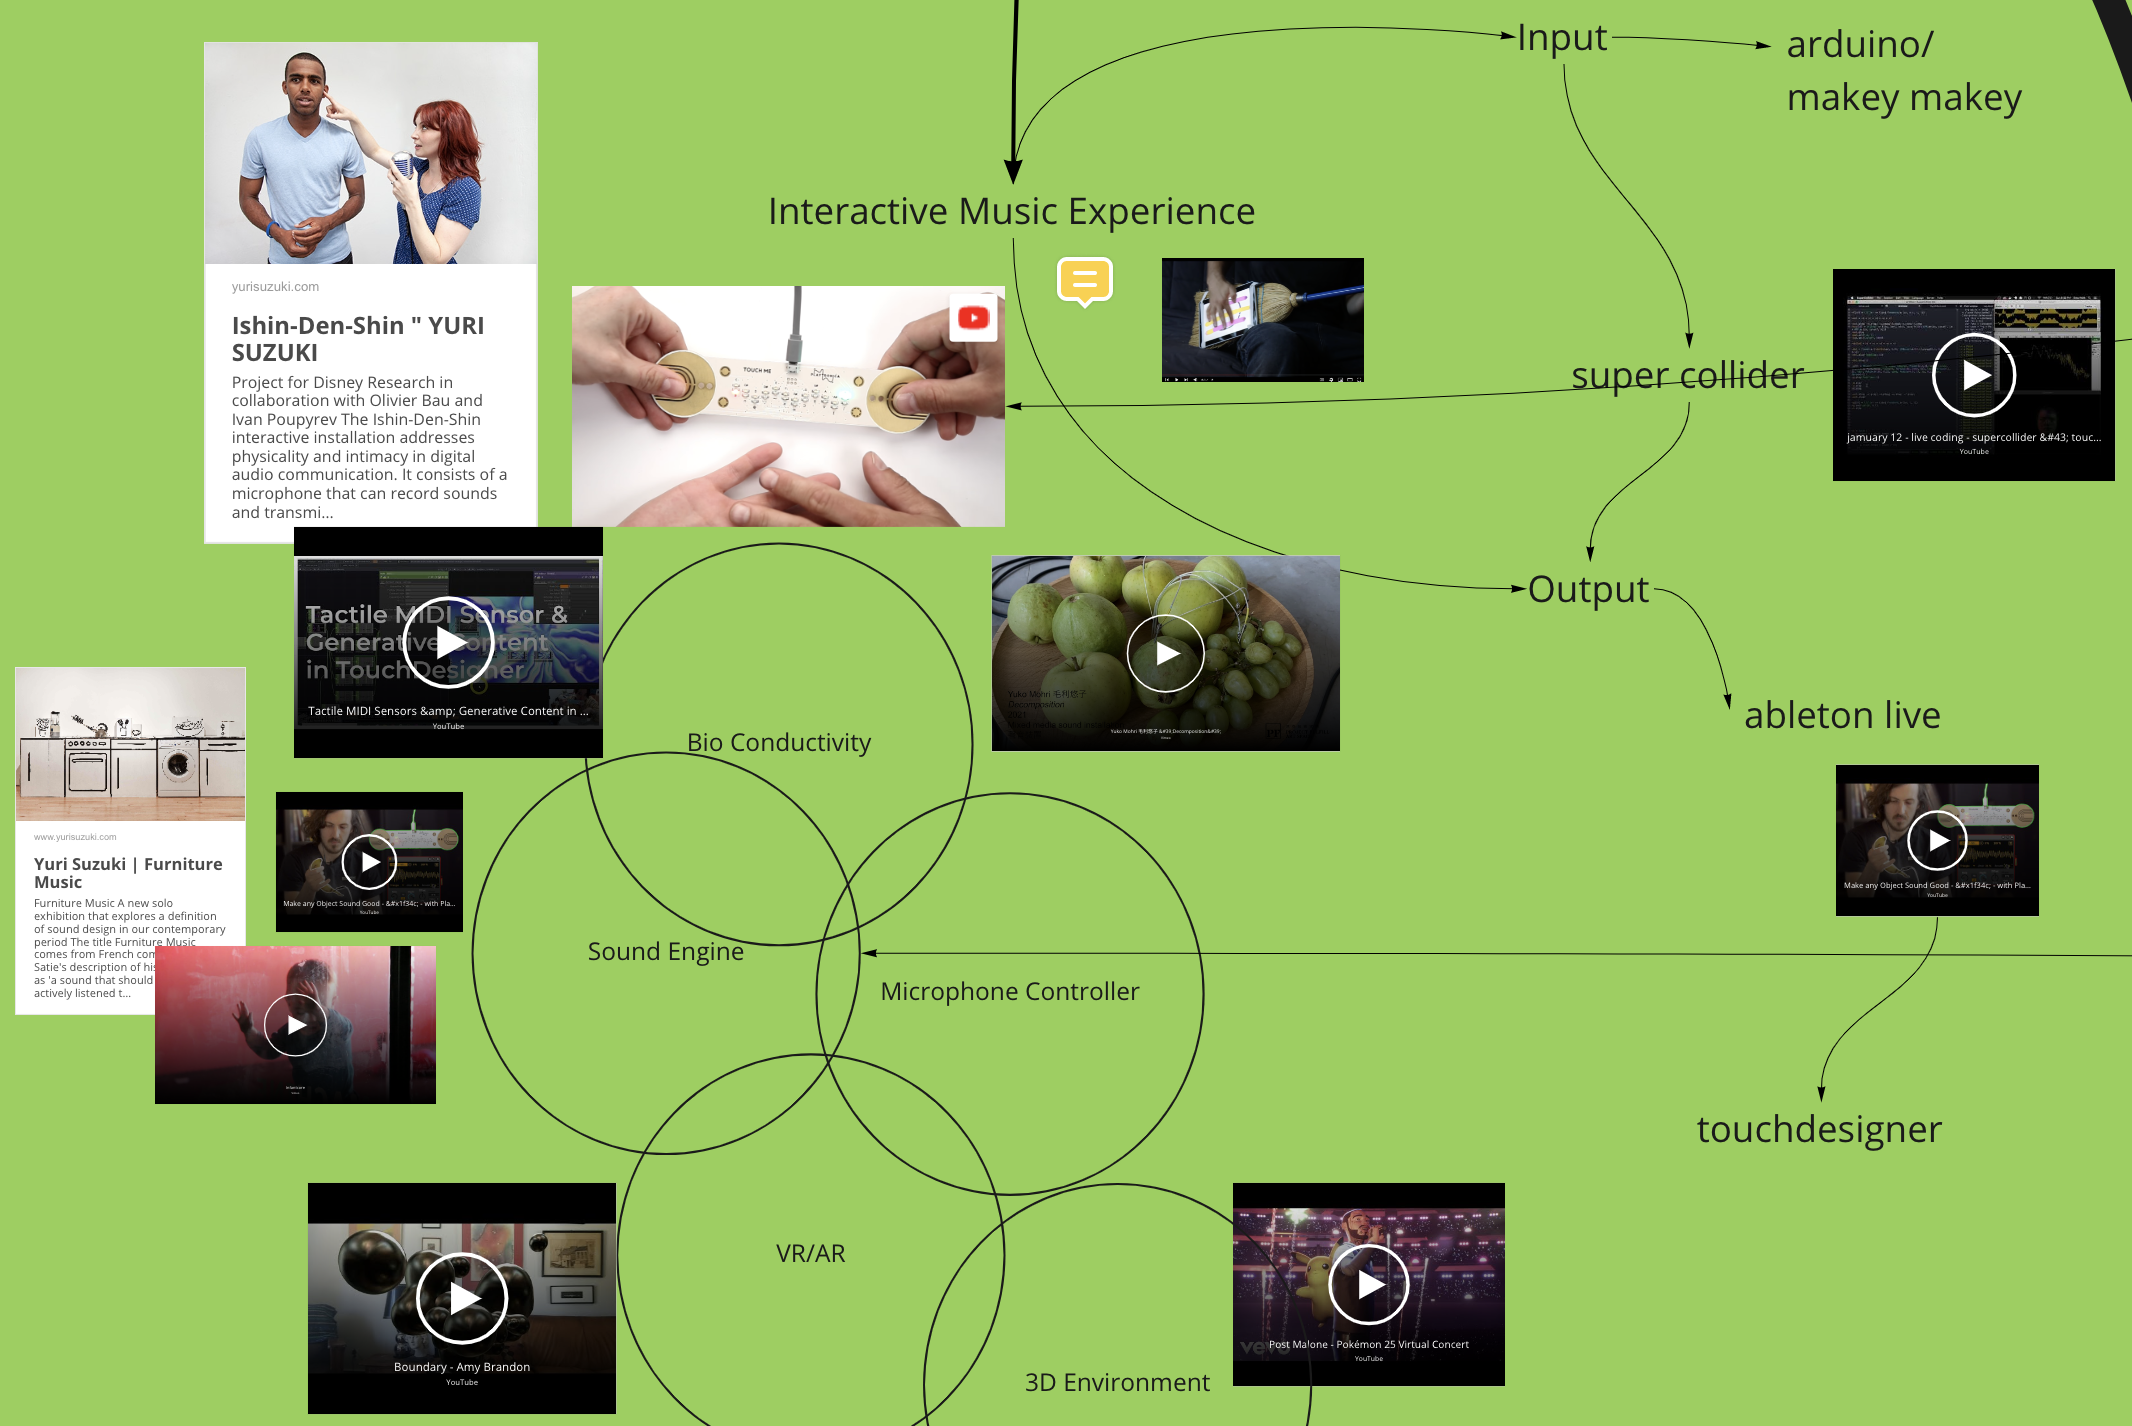 Input
arduino/
makey makey
Interactive Music Experience
yurisuzuki.com
Ishin-Den-Shin " YURI
SUZUKI
Project for Disney Research in
collaboration with Olivier Bau and
Ivan Poupyrev The Ishin-Den-Shin
interactive installation addresses
physicality and intimacy in digital
audio communication. It consists of a
microphone that can record sounds
and transmi...
TOUCH ME
PLAYTRONICA
super collider
jamuary 12 - live coding - supercollider &#43; touc...
YouTube
Output
ableton live
Tactile MIDI Sensor &
Generative Content
in TouchDesigner
Tactile MIDI Sensors &amp; Generative Content in ...
YouTube
Yuko Mohri 毛利悠子
Decomposition
2021
Yuko Mohri 毛利悠子 &#39;Decomposition&#39;
Bio Conductivity
www.yurisuzuki.com
Yuri Suzuki | Furniture
Music
Furniture Music A new solo
exhibition that explores a definition
of sound design in our contemporary
period The title Furniture Music
comes from French com
Satie's description of his
as 'a sound that should
actively listened t...
Make any Object Sound Good - &#x1f34c; - with Pla...
YouTube
Make any Object Sound Good - &#x1f34c; - with Pla...
YouTube
Sound Engine
Microphone Controller
touchdesigner
VR/AR
3D Environment
Boundary - Amy Brandon
YouTube
vevo
Post Malone - Pokémon 25 Virtual Concert
YouTube